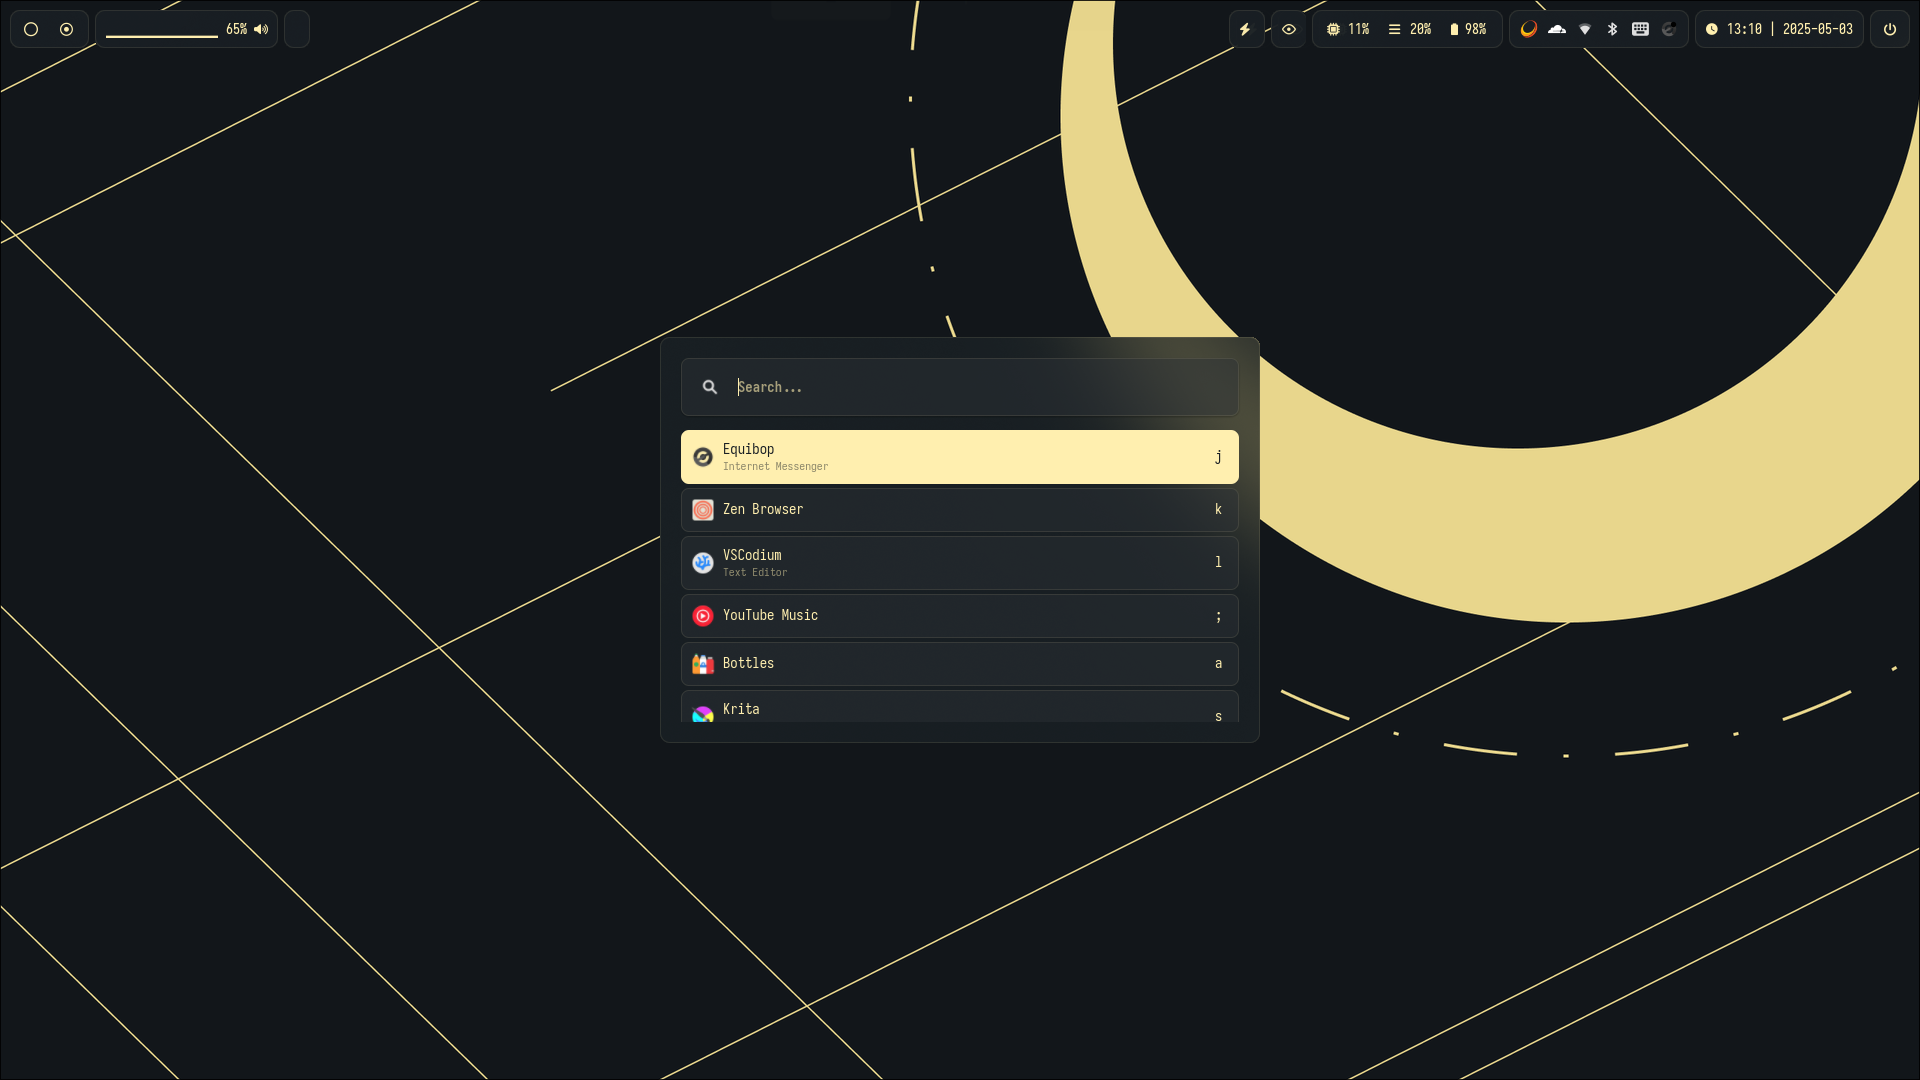 65%
11%
20%
98%
13:10 | 2025-05-03
Search...
Equibop
Internet Messenger
j
Zen Browser
k
VSCodium
Text Editor
l
YouTube Music
;
Bottles
a
Krita
s